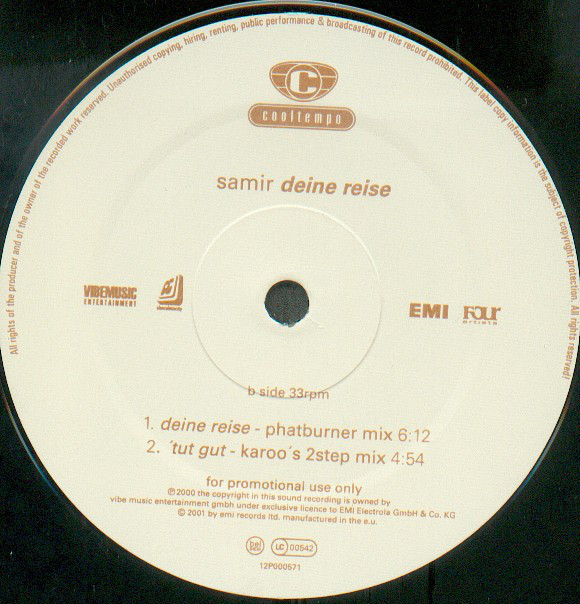 All rights of the producer and of the owner of the recorded work reserved. Unauthorised copying, hiring, renting, public performance & broadcasting of this record prohibited. This label copy information is the subject of copyright protection. All rights reserved!
C
cooltempo
samir deine reise
VIBEMUSIC
ENTERTAINMENT
EMI
FOUR
artists
b side 33rpm
1. deine reise - phatburner mix 6:12
2. ´tut gut - karoo´s 2step mix 4:54
for promotional use only
℗2000 the copyright in this sound recording is owned by
vibe music entertainment gmbh under exclusive licence to EMI Electrola GmbH & Co. KG
© 2001 by emi records ltd. manufactured in the e.u.
LC 00542
12P000571